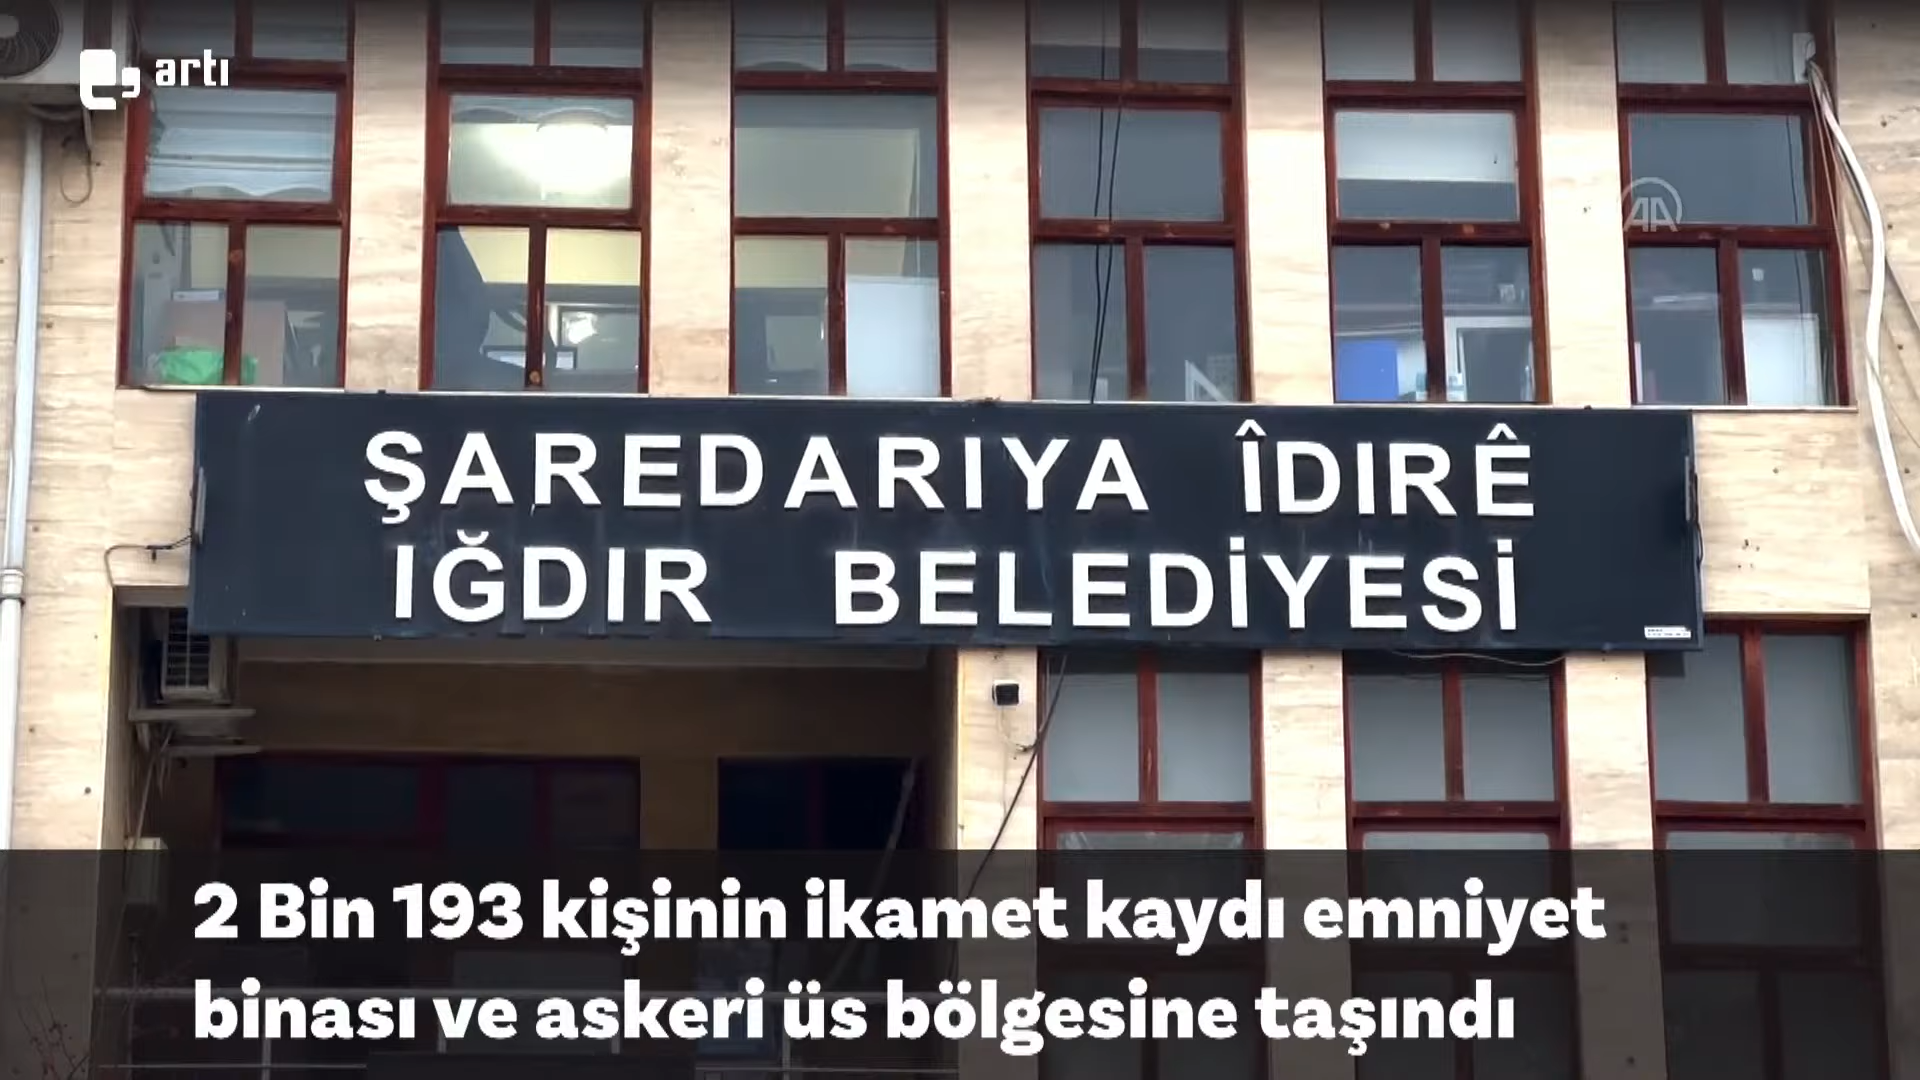 artı
AA
ŞAREDARIYA ÎDIRÊ
IĞDIR BELEDİYESİ
2 Bin 193 kişinin ikamet kaydı emniyet
binası ve askeri üs bölgesine taşındı